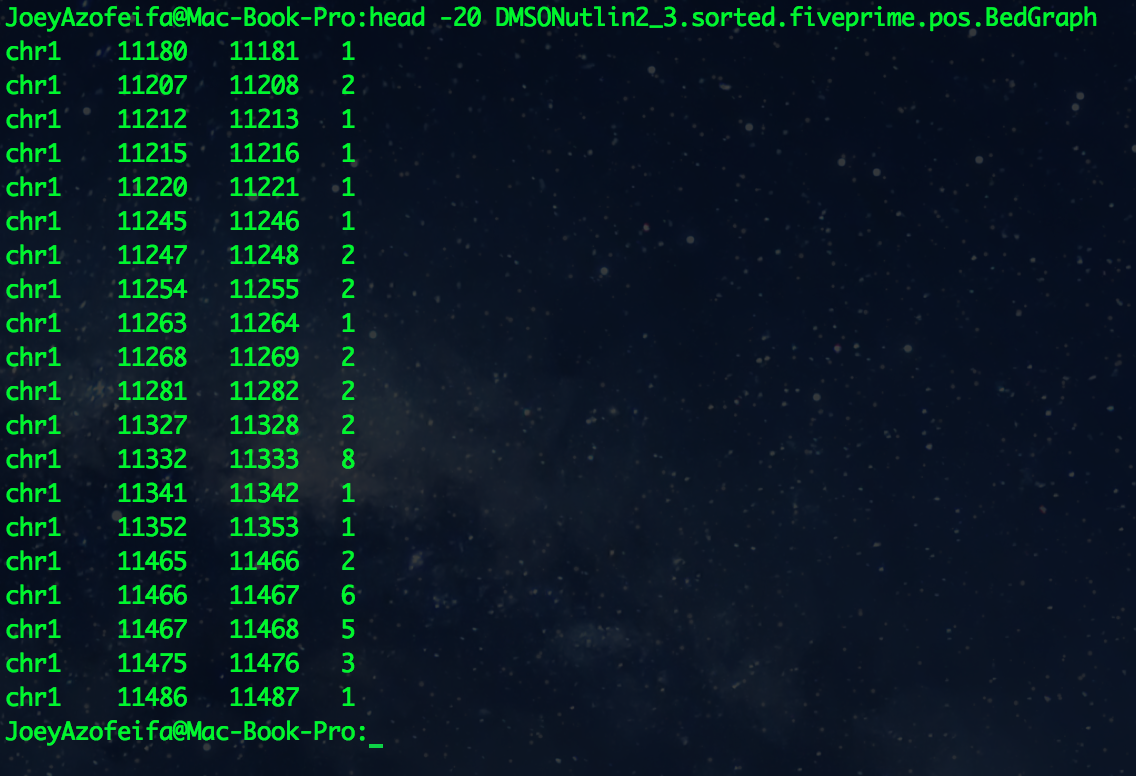 JoeyAzofeifa@Mac-Book-Pro:head -20 DMSONutlin2_3.sorted.fiveprime.pos.BedGraph
chr1 11180 11181 1
chr1 11207 11208 2
chr1 11212 11213 1
chr1 11215 11216 1
chr1 11220 11221 1
chr1 11245 11246 1
chr1 11247 11248 2
chr1 11254 11255 2
chr1 11263 11264 1
chr1 11268 11269 2
chr1 11281 11282 2
chr1 11327 11328 2
chr1 11332 11333 8
chr1 11341 11342 1
chr1 11352 11353 1
chr1 11465 11466 2
chr1 11466 11467 6
chr1 11467 11468 5
chr1 11475 11476 3
chr1 11486 11487 1
JoeyAzofeifa@Mac-Book-Pro:_